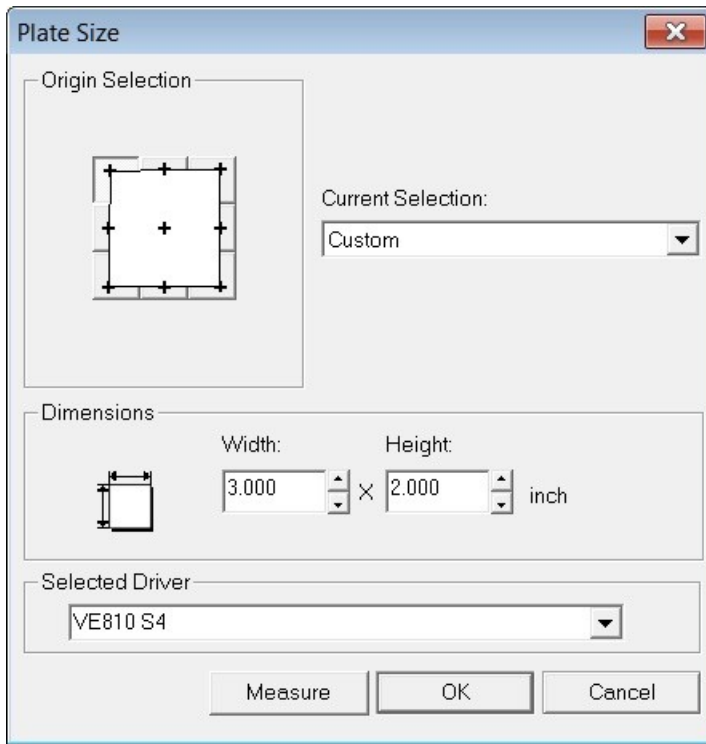 Plate Size
Origin Selection
Current Selection:
Custom
Dimensions
Width:
Height:
3.000
X
2.000
inch
Selected Driver
VE810 S4
Measure
OK
Cancel